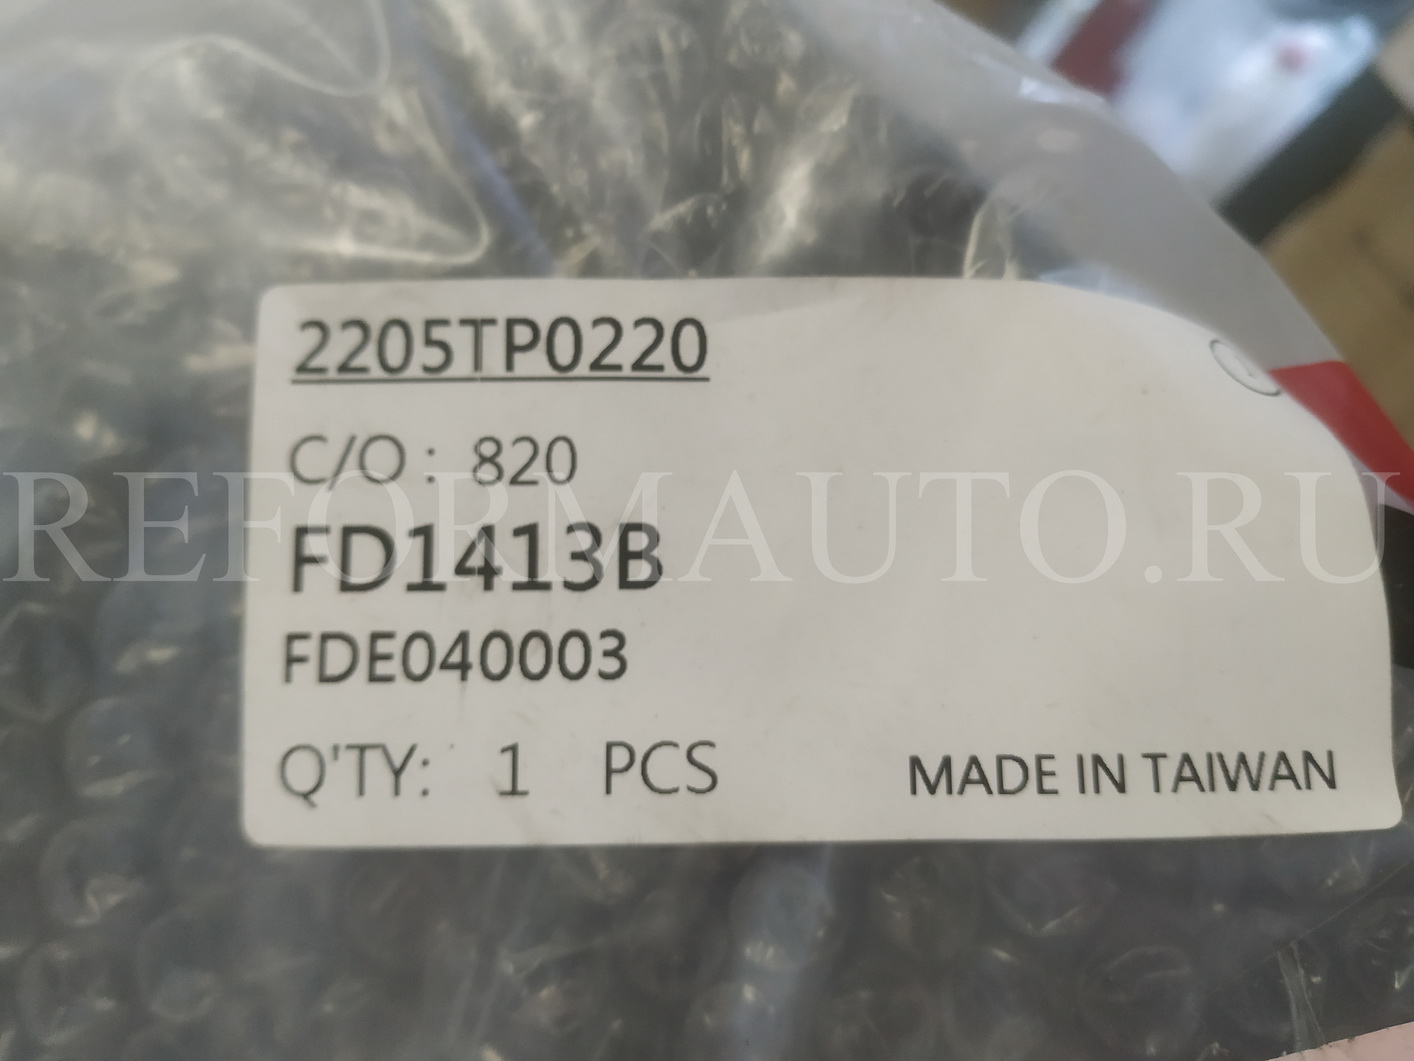 2205TP0220
C/O : 820
REFORMAUTO.RU
FD1413B
FDE040003
Q'TY: 1 PCS
MADE IN TAIWAN